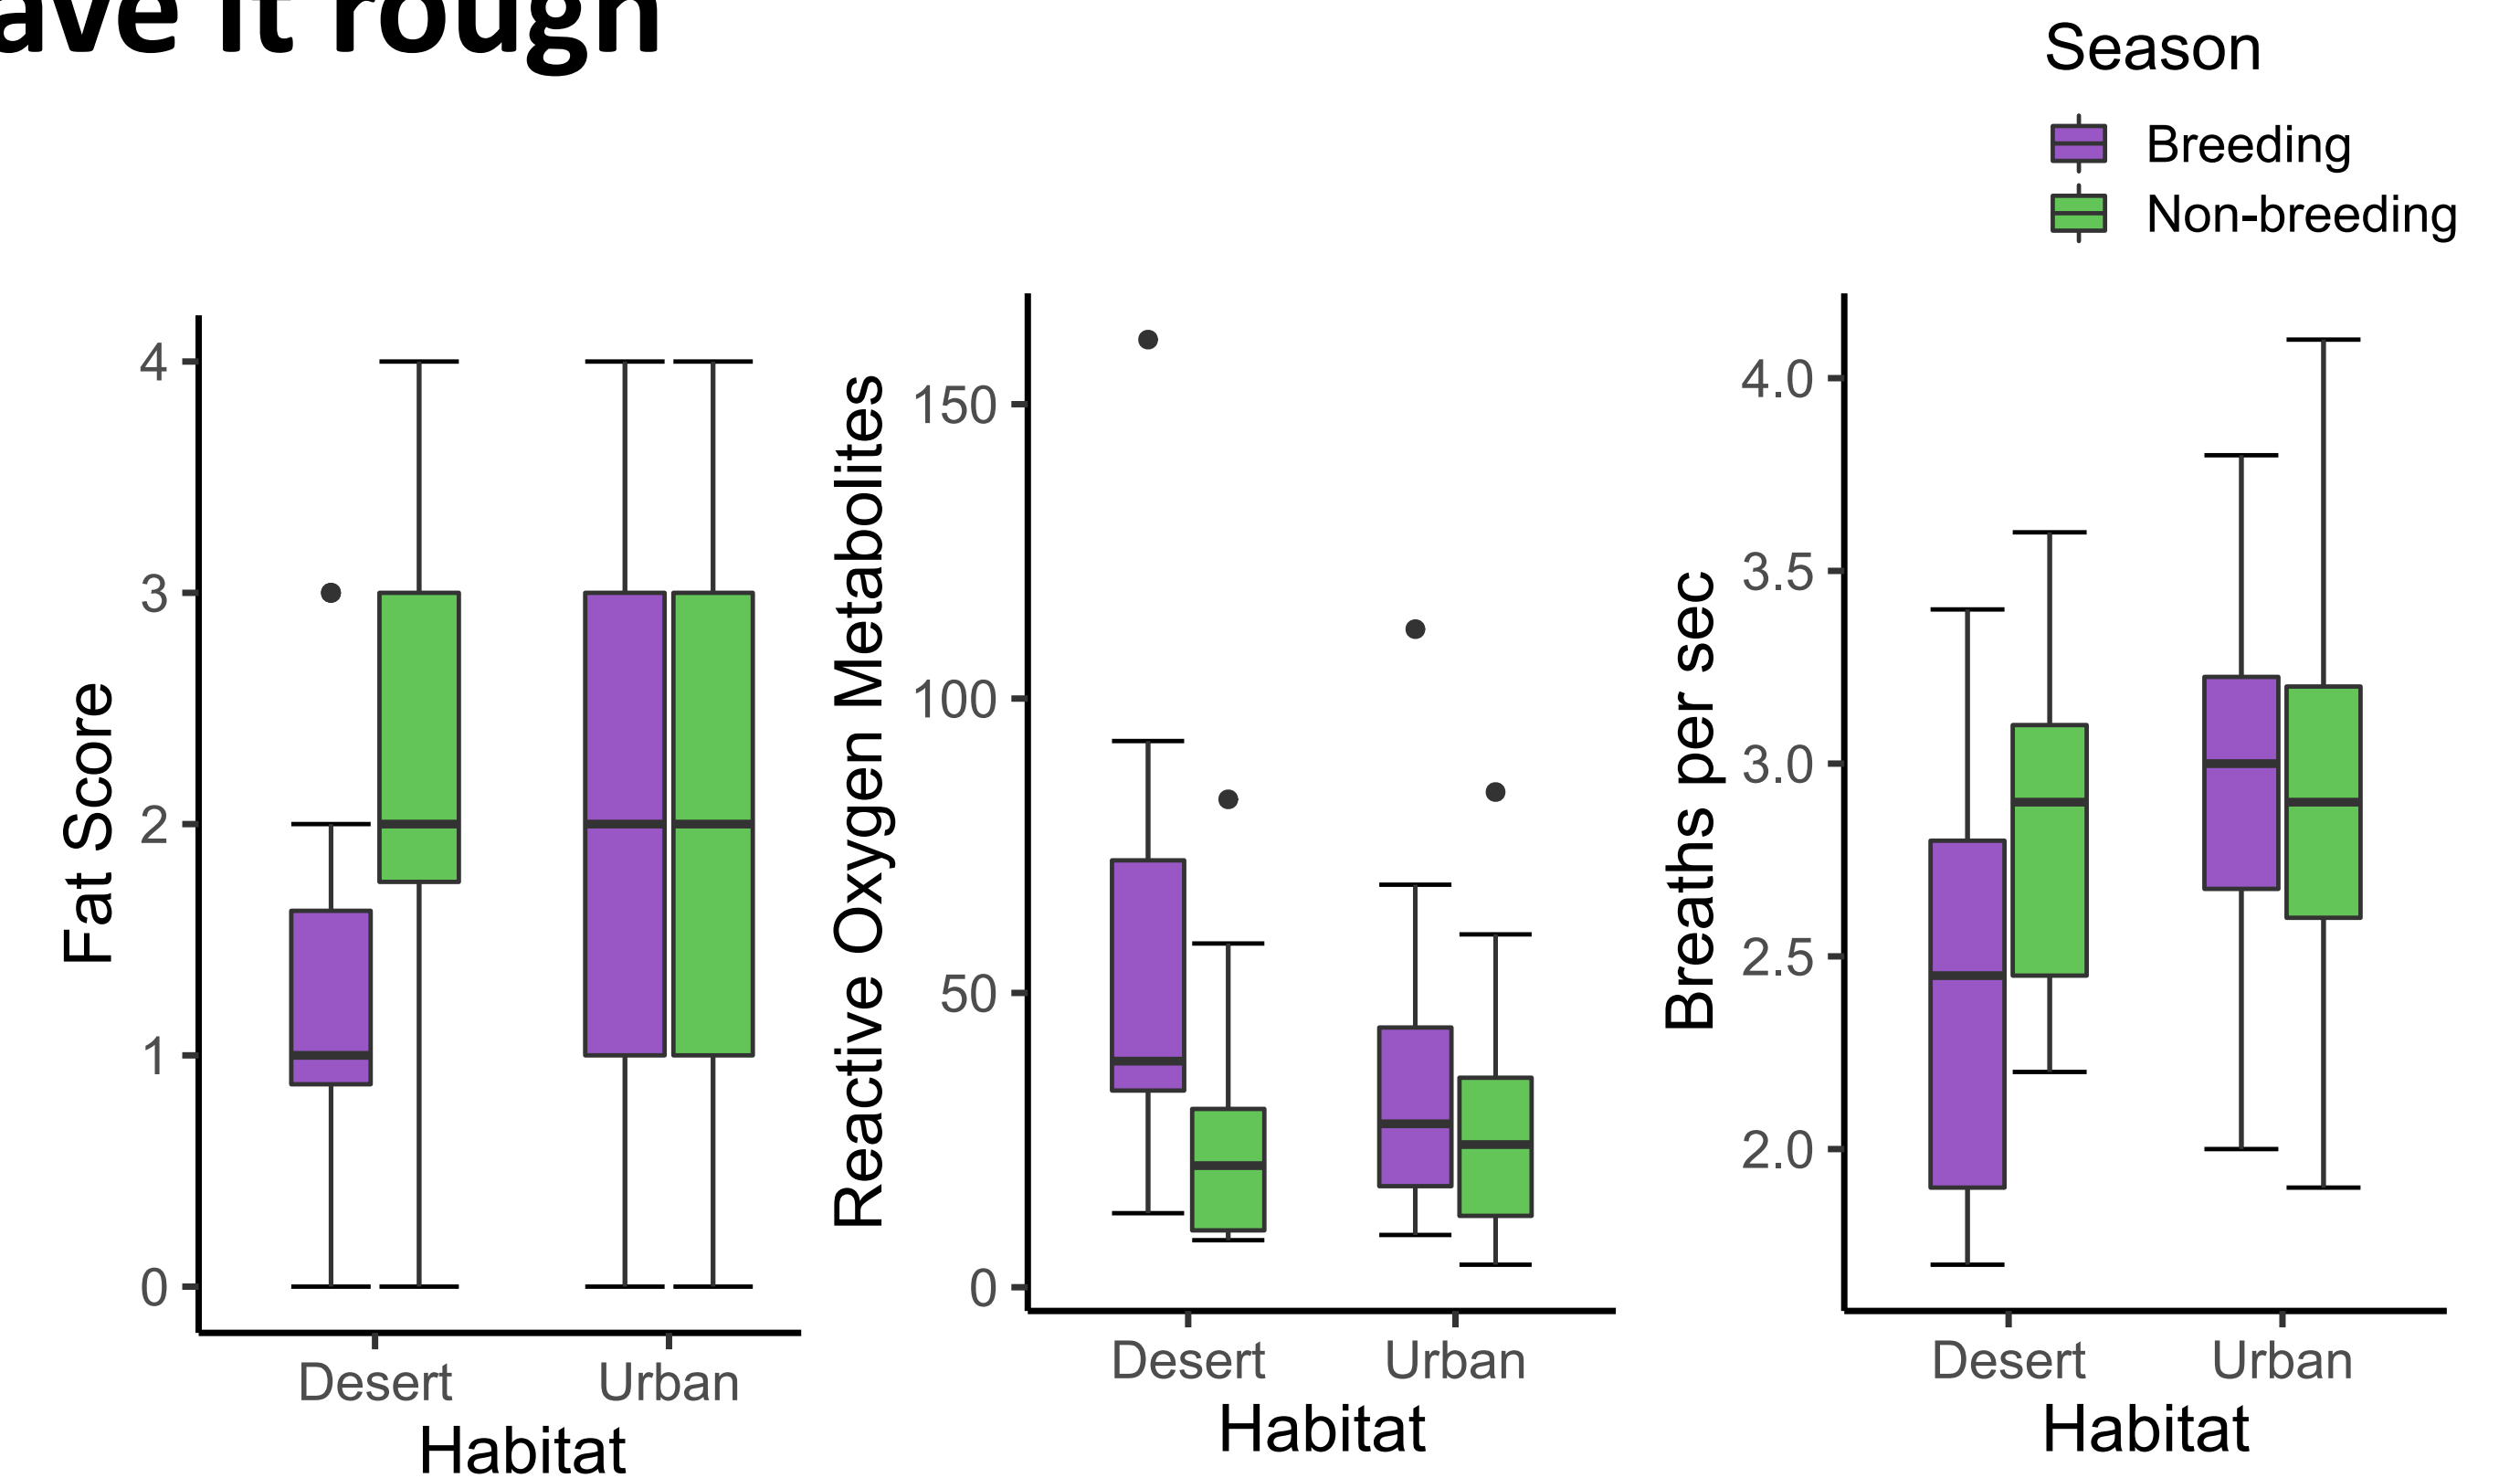 ave it rough
Season
Breeding
Non-breeding
Fat Score
4
3
2
1
0
Desert Urban
Habitat
Reactive Oxygen Metabolites
150
100
50
0
Desert Urban
Habitat
Breaths per sec
4.0
3.5
3.0
2.5
2.0
Desert Urban
Habitat